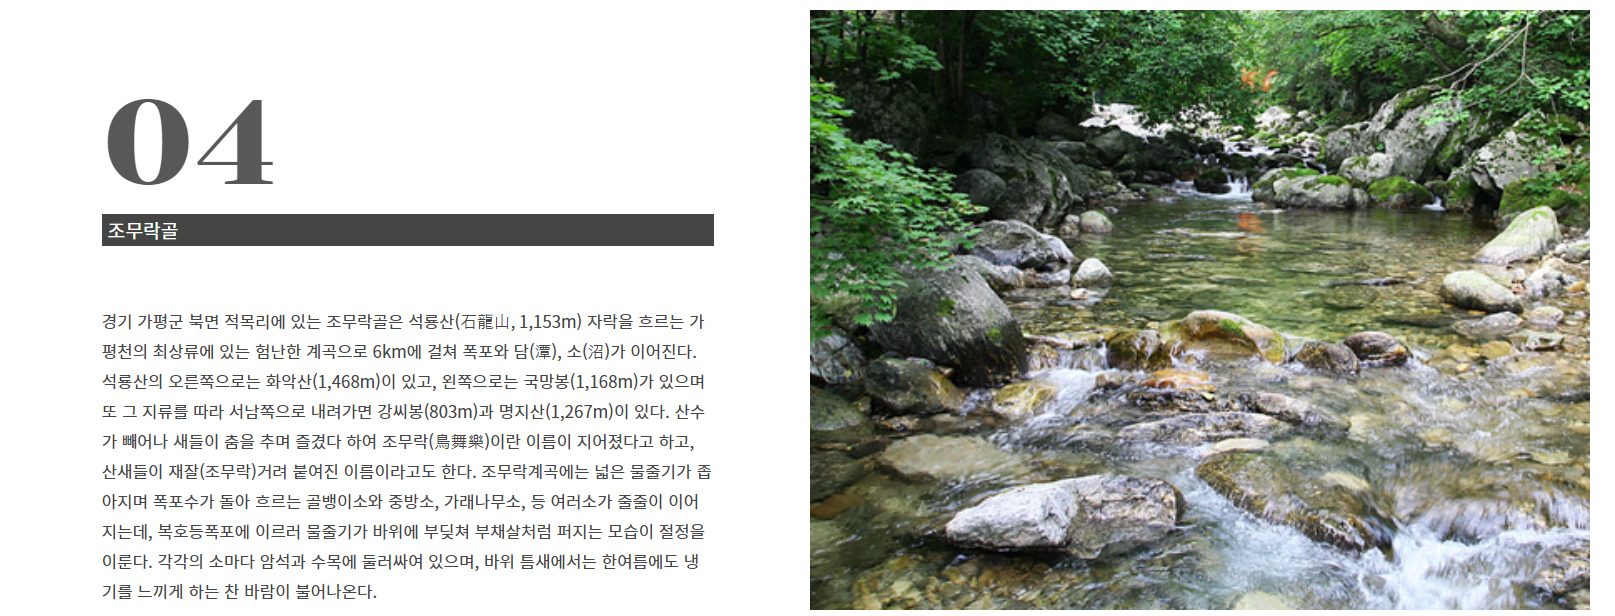 04
조무락골
경기 가평군 북면 적목리에 있는 조무락골은 석룡산(石龍山, 1,153m) 자락을 흐르는 가
평천의 최상류에 있는 험난한 계곡으로 6km에 걸쳐 폭포와 담(潭), 소(沼)가 이어진다.
석룡산의 오른쪽으로는 화악산(1,468m)이 있고, 왼쪽으로는 국망봉(1,168m)가 있으며
또 그 지류를 따라 서남쪽으로 내려가면 강씨봉(803m)과 명지산(1,267m)이 있다. 산수
가 빼어나 새들이 춤을 추며 즐겼다 하여 조무락(鳥舞樂)이란 이름이 지어졌다고 하고,
산새들이 재잘(조무락)거려 붙여진 이름이라고도 한다. 조무락계곡에는 넓은 물줄기가 좁
아지며 폭포수가 돌아 흐르는 골뱅이소와 중방소, 가래나무소, 등 여러소가 줄줄이 이어
지는데, 복호등폭포에 이르러 물줄기가 바위에 부딪쳐 부채살처럼 퍼지는 모습이 절정을
이룬다. 각각의 소마다 암석과 수목에 둘러싸여 있으며, 바위 틈새에서는 한여름에도 냉
기를 느끼게 하는 찬 바람이 불어나온다.